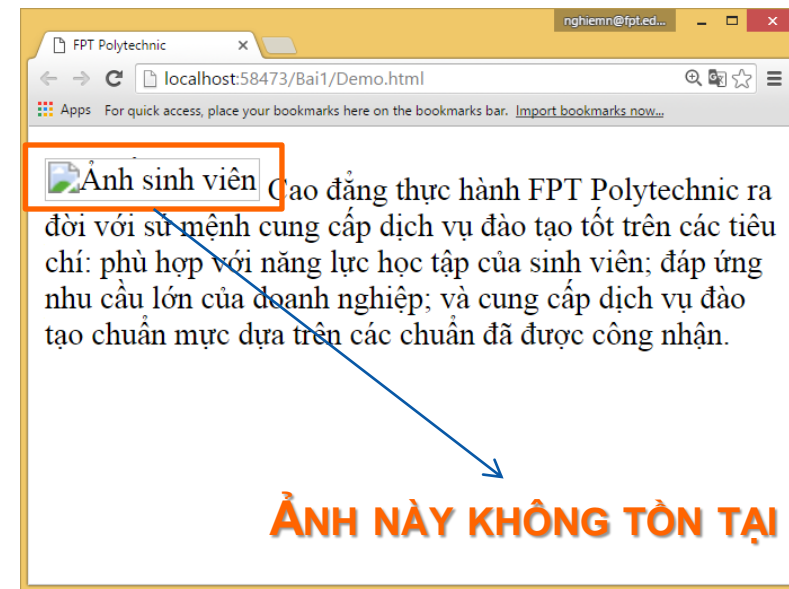 nghiemn@fpt.ed...
FPT Polytechnic
localhost:58473/Bai1/Demo.html
Apps For quick access, place your bookmarks here on the bookmarks bar. Import bookmarks now...
Ảnh sinh viên Cao đẳng thực hành FPT Polytechnic ra
đời với sứ mệnh cung cấp dịch vụ đào tạo tốt trên các tiêu
chí: phù hợp với năng lực học tập của sinh viên; đáp ứng
nhu cầu lớn của doanh nghiệp; và cung cấp dịch vụ đào
tạo chuẩn mực dựa trên các chuẩn đã được công nhận.
ẢNH NÀY KHÔNG TỒN TẠI